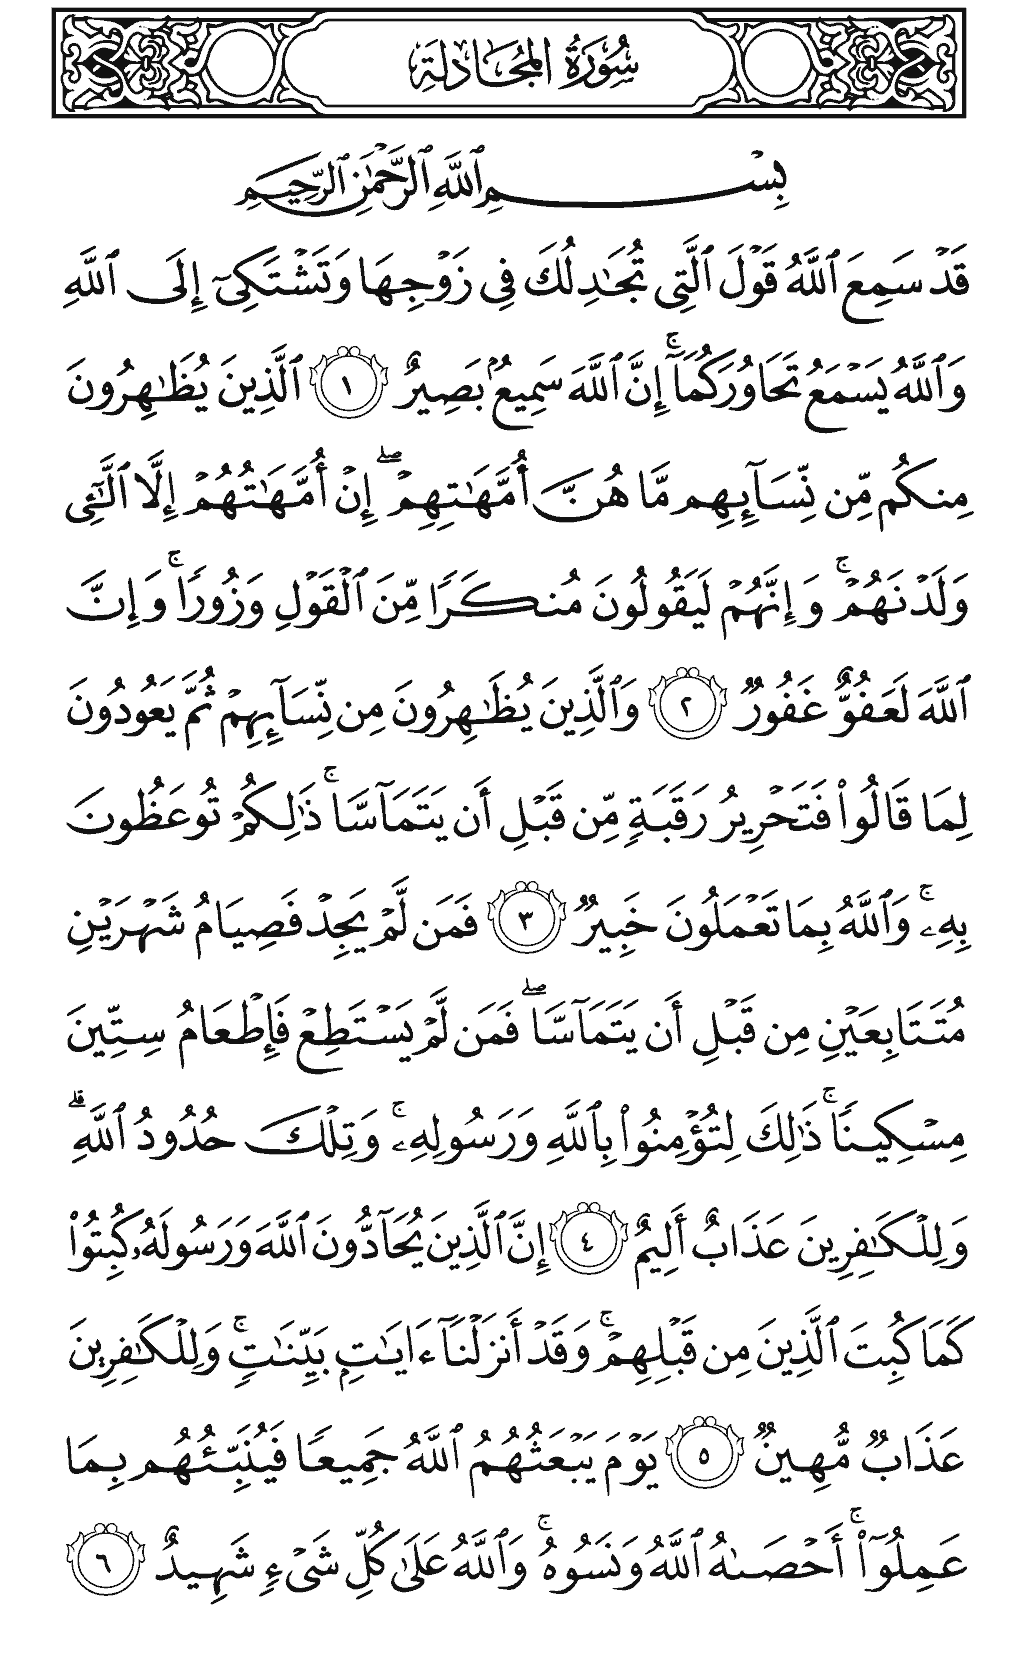 سُورَةُ المُجَادلَةِ
بِسْمِ ٱللَّهِ ٱلرَّحْمَٰنِ ٱلرَّحِيمِ
قَدْ سَمِعَ ٱللَّهُ قَوْلَ ٱلَّتِى تُجَٰدِلُكَ فِى زَوْجِهَا وَتَشْتَكِىٓ إِلَى ٱللَّهِ
وَٱللَّهُ يَسْمَعُ تَحَاوُرَكُمَآ ۚ إِنَّ ٱللَّهَ سَمِيعٌۢ بَصِيرٌ ١ ٱلَّذِينَ يُظَٰهِرُونَ
مِنكُم مِّن نِّسَآئِهِم مَّا هُنَّ أُمَّهَٰتِهِمْ ۖ إِنْ أُمَّهَٰتُهُمْ إِلَّا ٱلَّٰٓـِٔى
وَلَدْنَهُمْ ۚ وَإِنَّهُمْ لَيَقُولُونَ مُنكَرًا مِّنَ ٱلْقَوْلِ وَزُورًا ۚ وَإِنَّ
ٱللَّهَ لَعَفُوٌّ غَفُورٌ ٢ وَٱلَّذِينَ يُظَٰهِرُونَ مِن نِّسَآئِهِمْ ثُمَّ يَعُودُونَ
لِمَا قَالُوا۟ فَتَحْرِيرُ رَقَبَةٍ مِّن قَبْلِ أَن يَتَمَآسَّا ۚ ذَٰلِكُمْ تُوعَظُونَ
بِهِۦ ۚ وَٱللَّهُ بِمَا تَعْمَلُونَ خَبِيرٌ ٣ فَمَن لَّمْ يَجِدْ فَصِيَامُ شَهْرَيْنِ
مُتَتَابِعَيْنِ مِن قَبْلِ أَن يَتَمَآسَّا ۖ فَمَن لَّمْ يَسْتَطِعْ فَإِطْعَامُ سِتِّينَ
مِسْكِينًا ۚ ذَٰلِكَ لِتُؤْمِنُوا۟ بِٱللَّهِ وَرَسُولِهِۦ ۚ وَتِلْكَ حُدُودُ ٱللَّهِ ۗ
وَلِلْكَٰفِرِينَ عَذَابٌ أَلِيمٌ ٤ إِنَّ ٱلَّذِينَ يُحَآدُّونَ ٱللَّهَ وَرَسُولَهُۥ كُبِتُوا۟
كَمَا كُبِتَ ٱلَّذِينَ مِن قَبْلِهِمْ ۚ وَقَدْ أَنزَلْنَآ ءَايَٰتٍۭ بَيِّنَٰتٍ ۚ وَلِلْكَٰفِرِينَ
عَذَابٌ مُّهِينٌ ٥ يَوْمَ يَبْعَثُهُمُ ٱللَّهُ جَمِيعًا فَيُنَبِّئُهُم بِمَا
عَمِلُوٓا۟ ۚ أَحْصَىٰهُ ٱللَّهُ وَنَسُوهُ ۚ وَٱللَّهُ عَلَىٰ كُلِّ شَىْءٍ شَهِيدٌ ٦